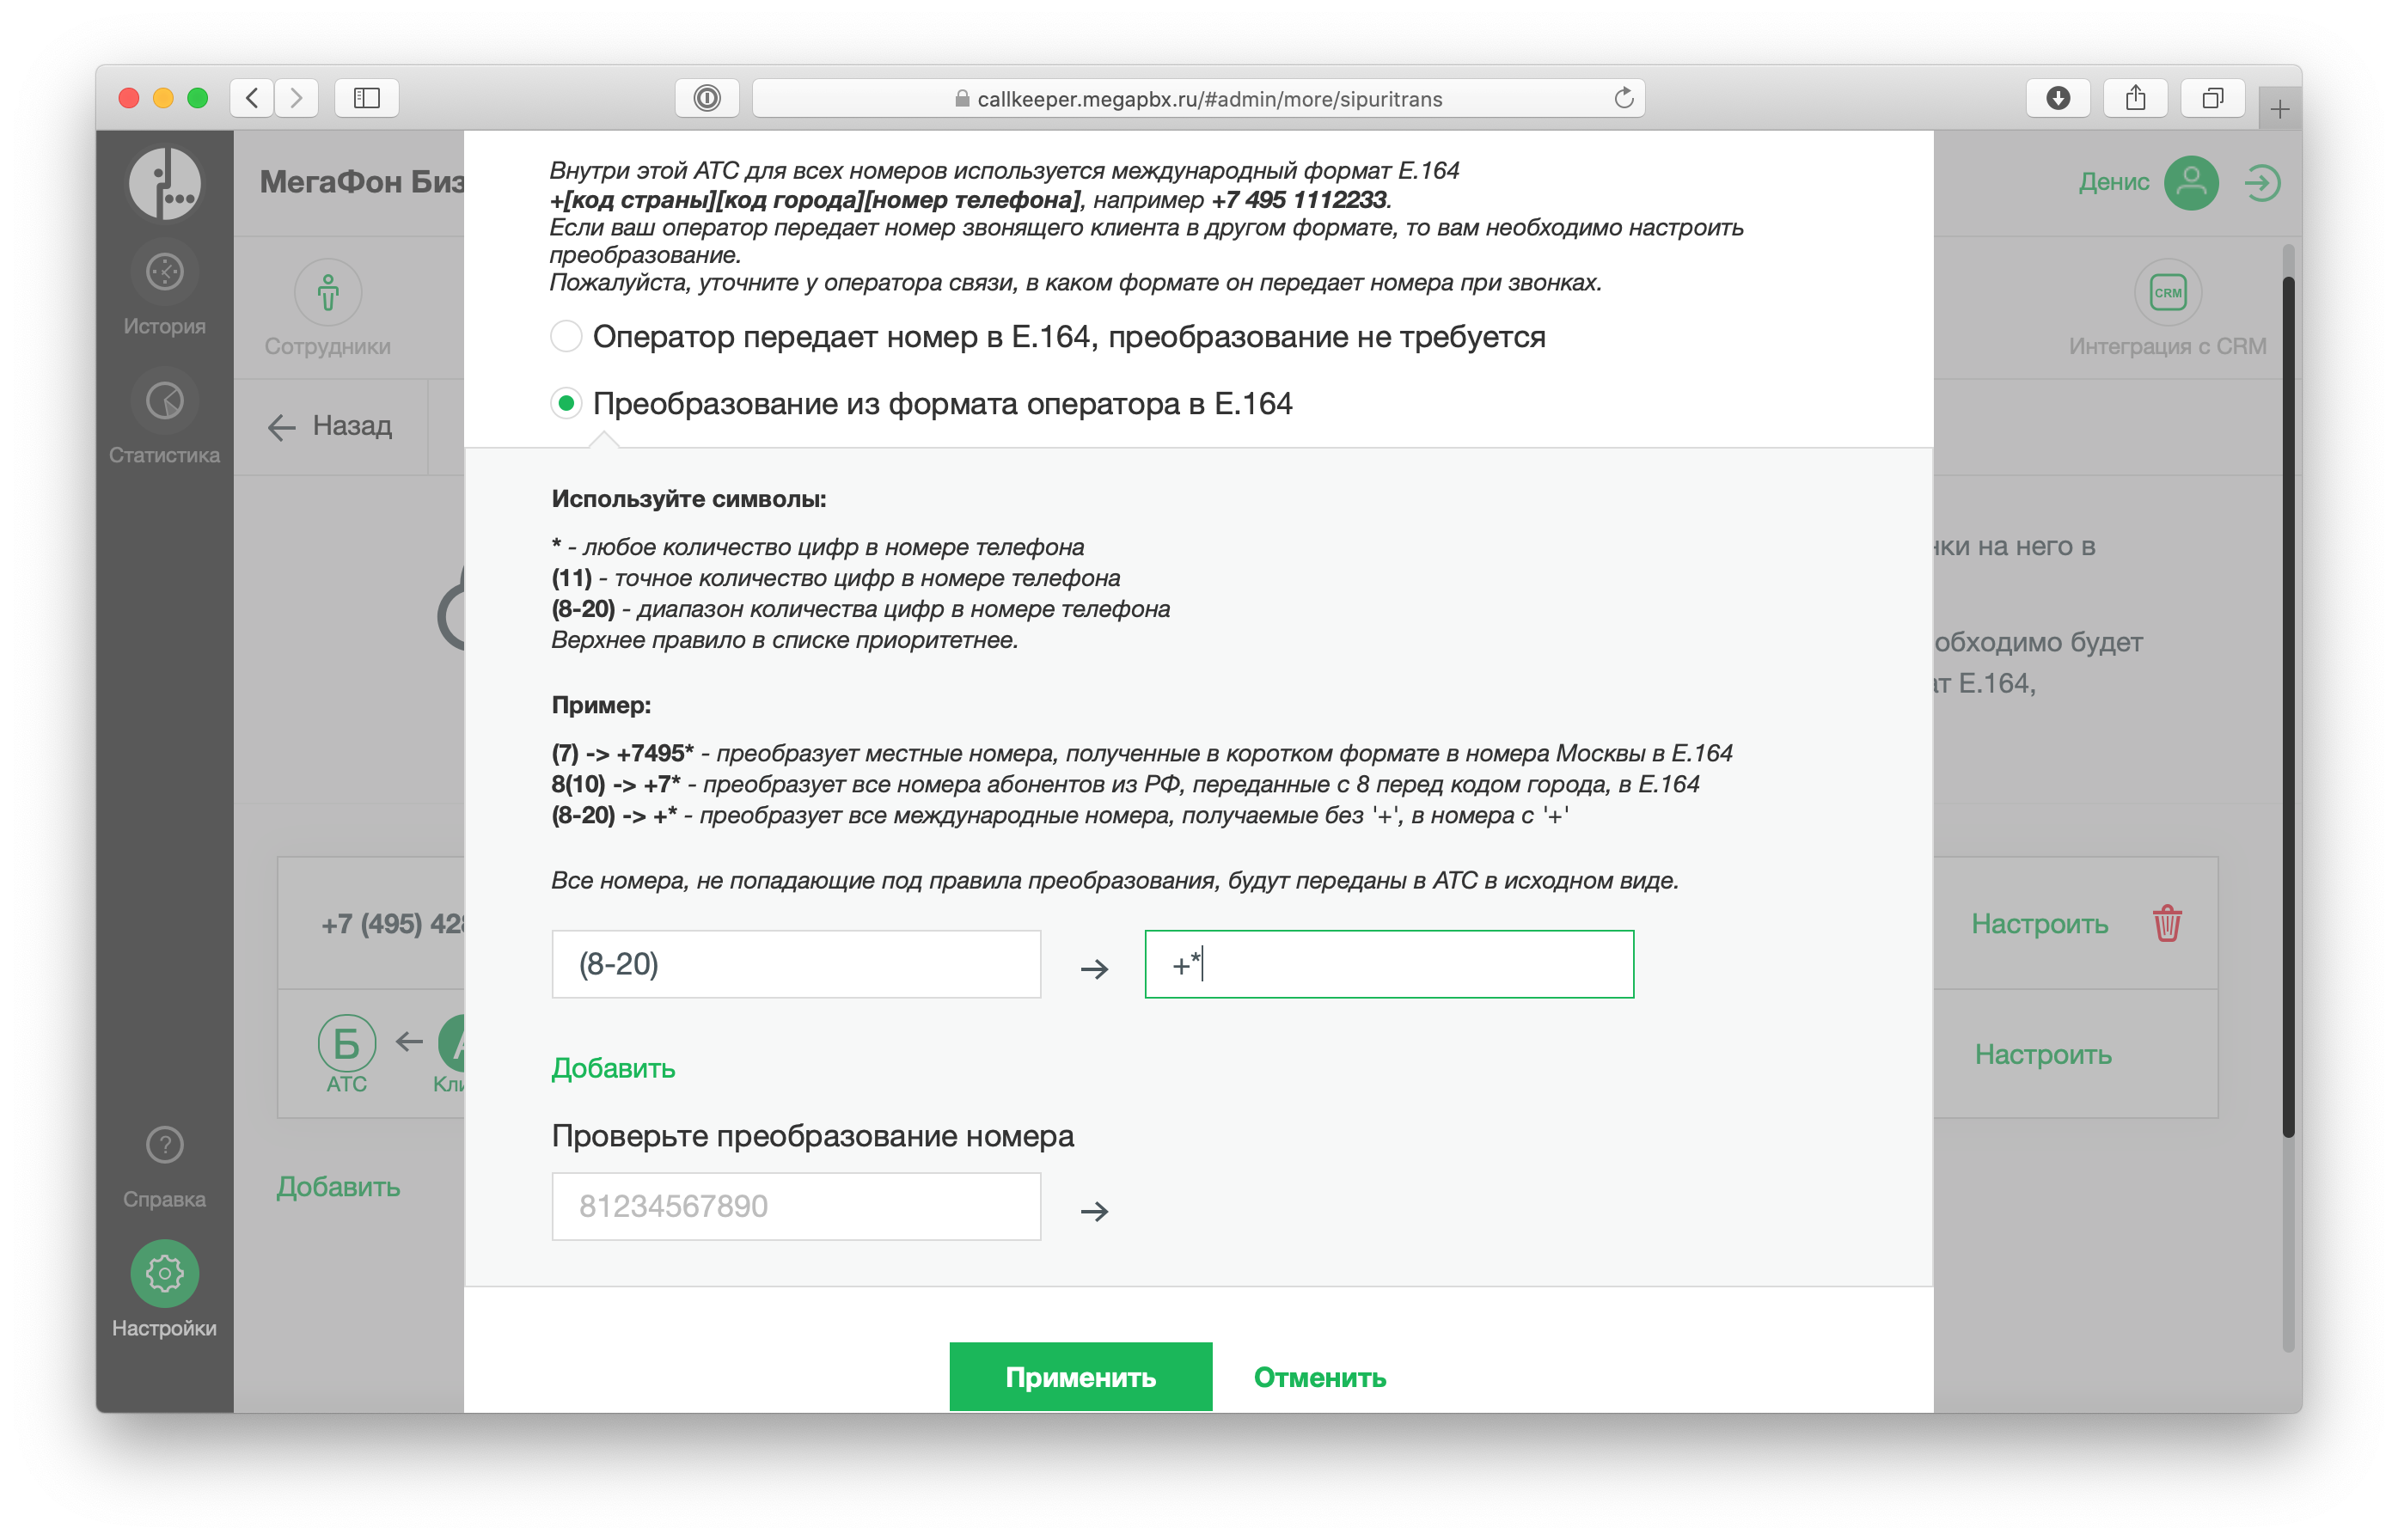 callkeeper.megapbx.ru/#admin/more/sipuritrans
МегаФон Биз
Денис
История
Статистика
Справка
Настройки
Сотрудники
CRM
Интеграция с CRM
Назад
Внутри этой АТС для всех номеров используется международный формат E.164
+[код страны][код города][номер телефона], например +7 495 1112233.
Если ваш оператор передает номер звонящего клиента в другом формате, то вам необходимо настроить
преобразование.
Пожалуйста, уточните у оператора связи, в каком формате он передает номера при звонках.
Оператор передает номер в E.164, преобразование не требуется
Преобразование из формата оператора в E.164
Используйте символы:
* - любое количество цифр в номере телефона
(11) - точное количество цифр в номере телефона
(8-20) - диапазон количества цифр в номере телефона
Верхнее правило в списке приоритетнее.
Пример:
(7) -> +7495* - преобразует местные номера, полученные в коротком формате в номера Москвы в E.164
8(10) -> +7* - преобразует все номера абонентов из РФ, переданные с 8 перед кодом города, в E.164
(8-20) -> +* - преобразует все международные номера, получаемые без '+', в номера с '+'
Все номера, не попадающие под правила преобразования, будут переданы в АТС в исходном виде.
(8-20) → +*
Добавить
Проверьте преобразование номера
81234567890 →
Применить Отменить
нки на него в
обходимо будет
ат E.164,
+7 (495) 428
Настроить
Б ← А
АТС Кли
Настроить
Добавить